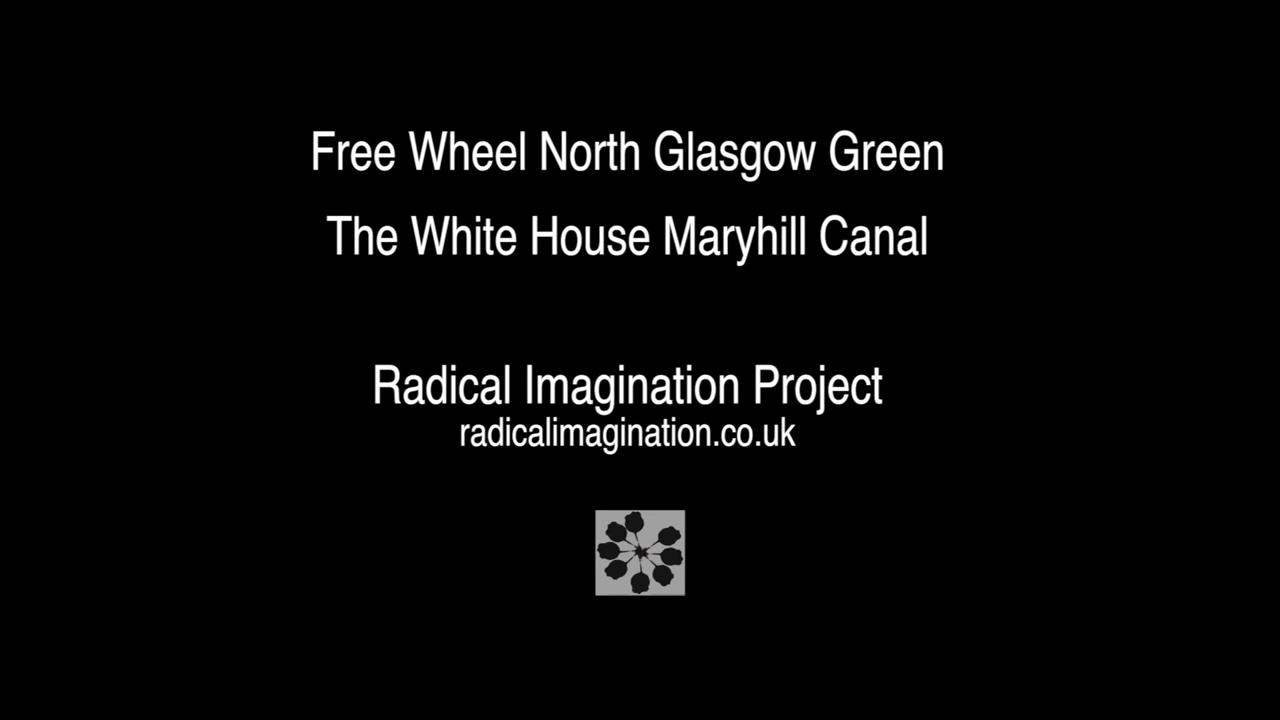 Free Wheel North Glasgow Green
The White House Maryhill Canal
Radical Imagination Project
radicalimagination.co.uk